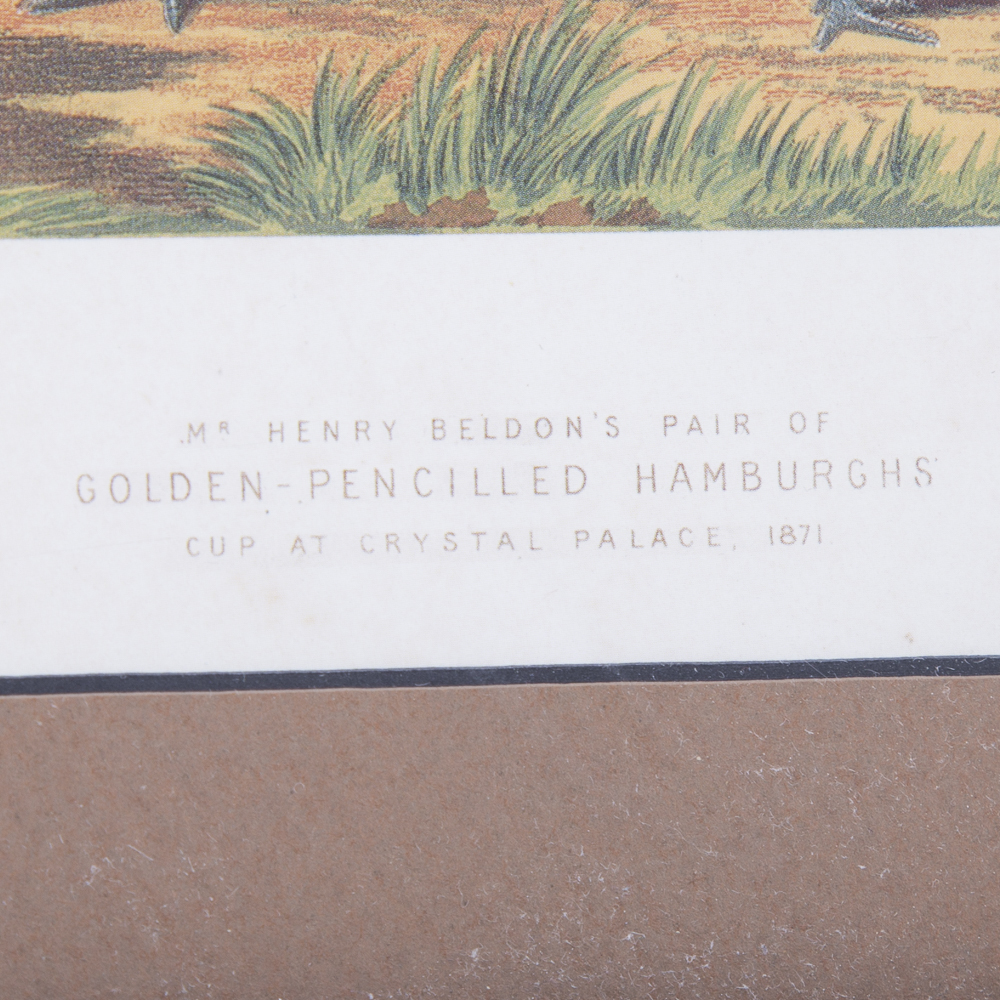 MR HENRY BELDON'S PAIR OF
GOLDEN-PENCILLED HAMBURGHS
CUP AT CRYSTAL PALACE, 1871